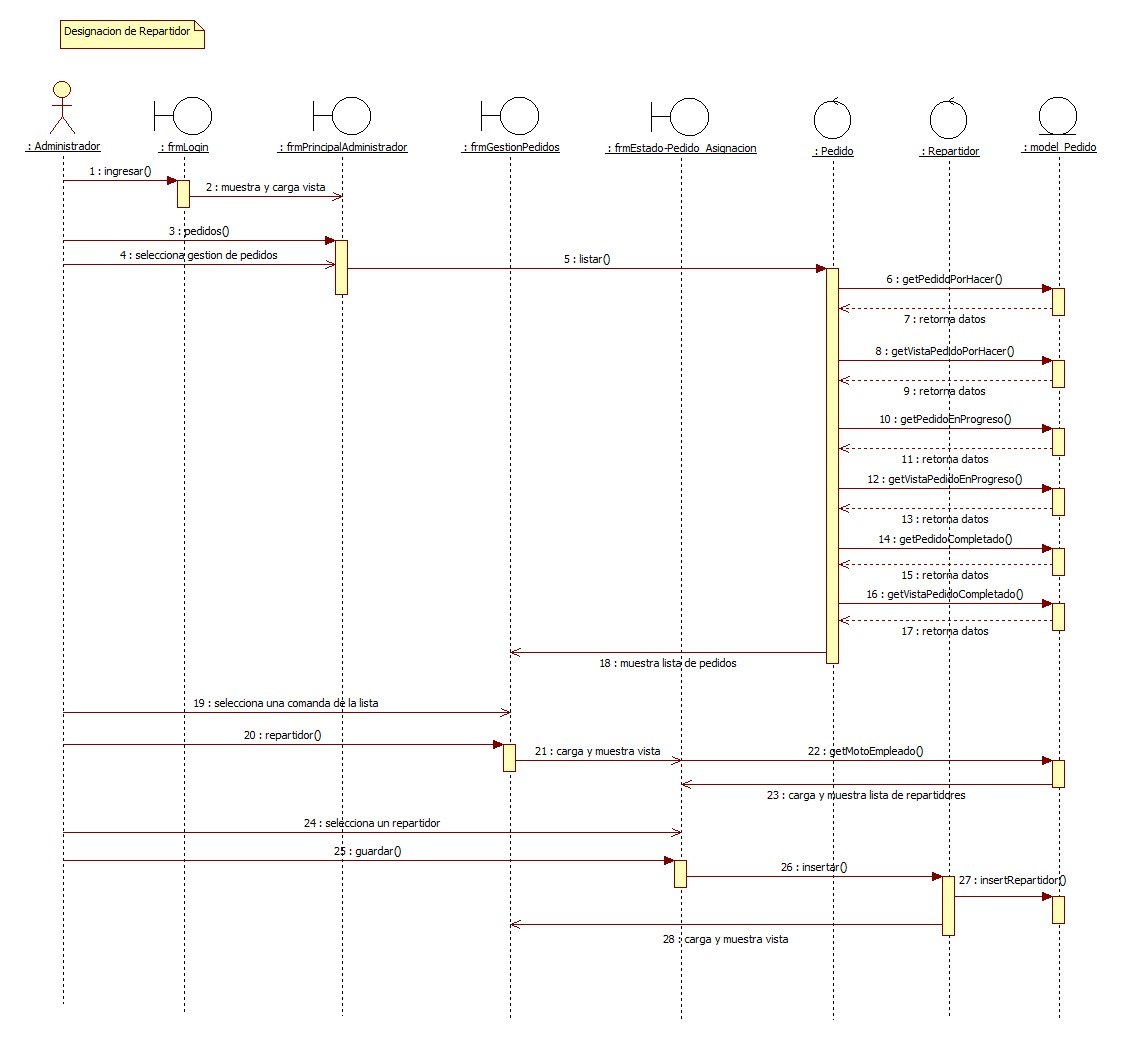 Designacion de Repartidor
: Administrador
: frmLogin
: frmPrincipalAdministrador
: frmGestionPedidos
: frmEstado-Pedido_Asignacion
: Pedido
: Repartidor
: model_Pedido
1 : ingresar()
2 : muestra y carga vista
3 : pedidos()
4 : selecciona gestion de pedidos
5 : listar()
6 : getPedidoPorHacer()
7 : retorna datos
8 : getVistaPedidoPorHacer()
9 : retorna datos
10 : getPedidoEnProgreso()
11 : retorna datos
12 : getVistaPedidoEnProgreso()
13 : retorna datos
14 : getPedidoCompletado()
15 : retorna datos
16 : getVistaPedidoCompletado()
17 : retorna datos
18 : muestra lista de pedidos
19 : selecciona una comanda de la lista
20 : repartidor()
21 : carga y muestra vista
22 : getMotoEmpleado()
23 : carga y muestra lista de repartidores
24 : selecciona un repartidor
25 : guardar()
26 : insertar()
27 : insertRepartidor()
28 : carga y muestra vista